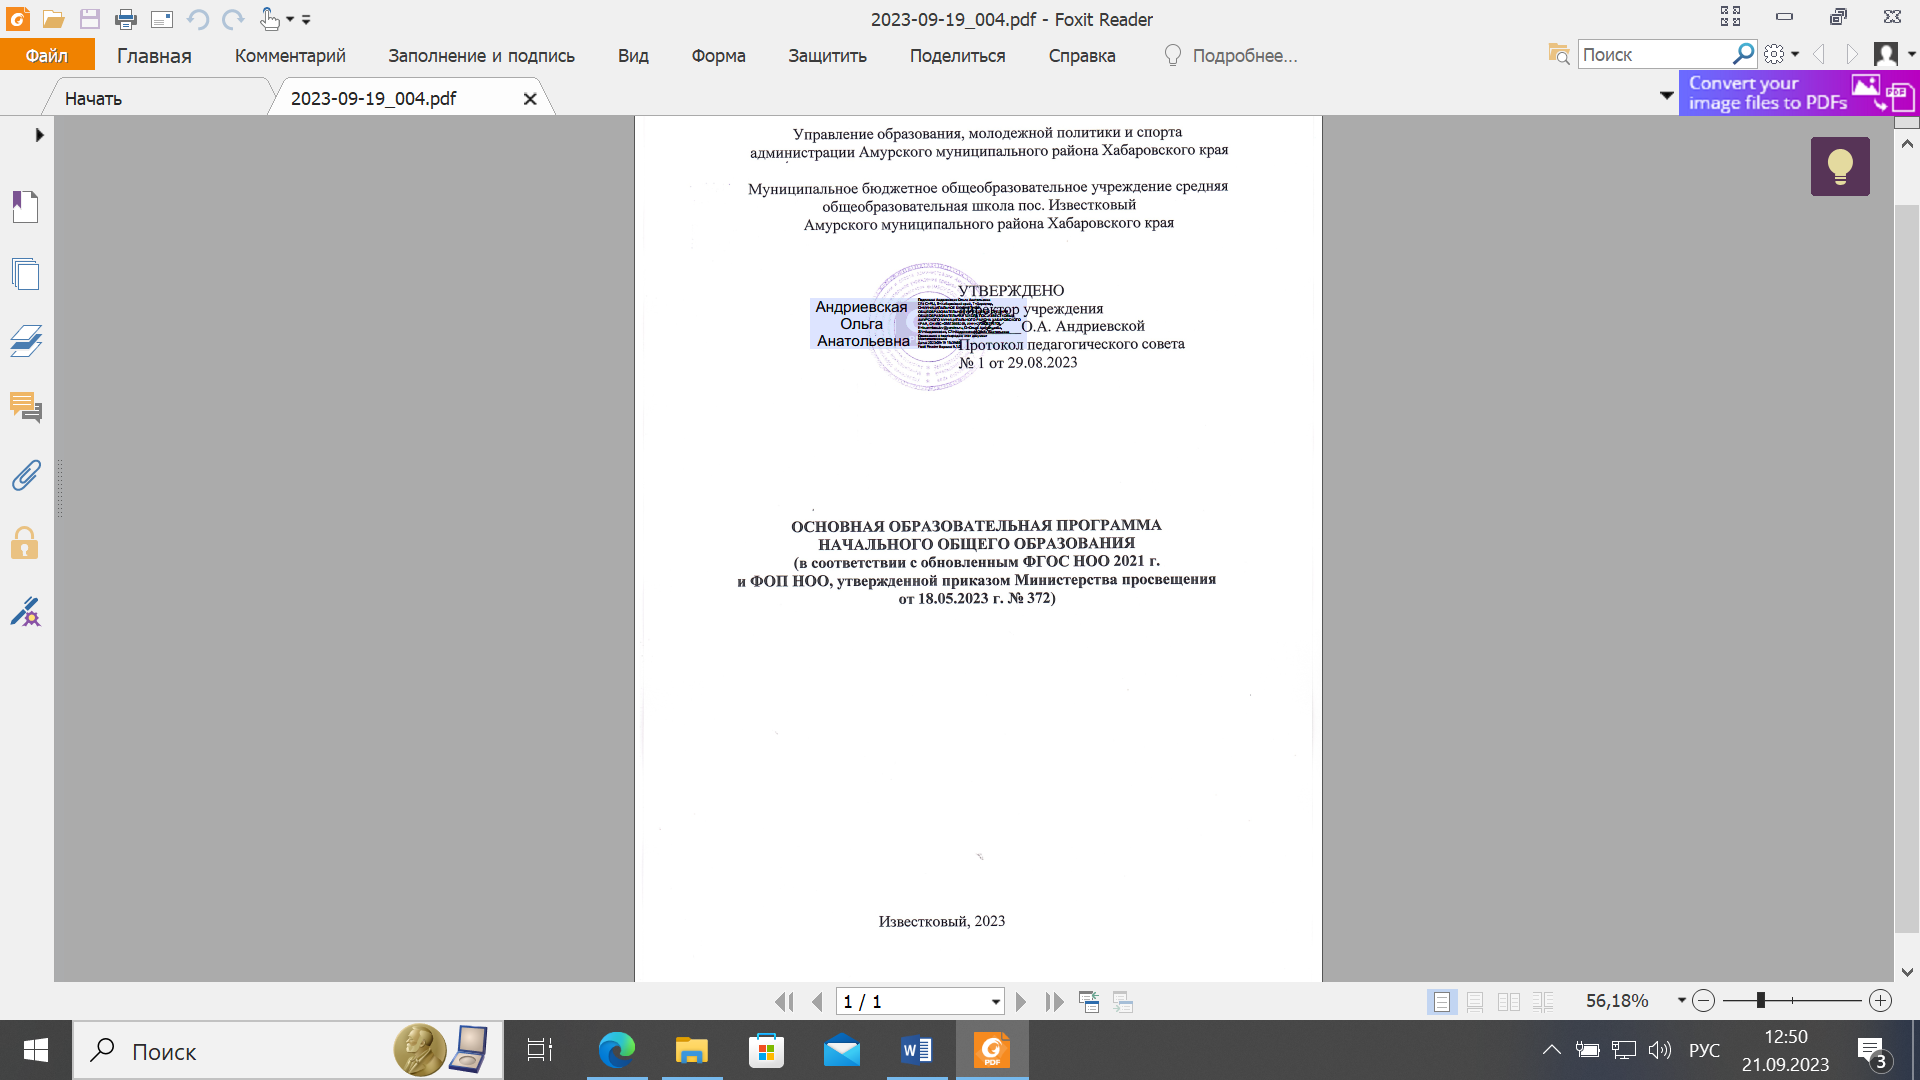 2023-09-19_004.pdf - Foxit Reader
Файл Главная Комментарий Заполнение и подпись Вид Форма Защитить Поделиться Справка Подробнее... Поиск
Начать 2023-09-19_004.pdf
Convert your
image files to PDFs
Управление образования, молодежной политики и спорта
администрации Амурского муниципального района Хабаровского края
Муниципальное бюджетное общеобразовательное учреждение средняя
общеобразовательная школа пос. Известковый
Амурского муниципального района Хабаровского края
Андриевская
Ольга
Анатольевна
УТВЕРЖДЕНО
директор учреждения
О.А. Андриевской
Протокол педагогического совета
№ 1 от 29.08.2023
ОСНОВНАЯ ОБРАЗОВАТЕЛЬНАЯ ПРОГРАММА
НАЧАЛЬНОГО ОБЩЕГО ОБРАЗОВАНИЯ
(в соответствии с обновленным ФГОС НОО 2021 г.
и ФОП НОО, утвержденной приказом Министерства просвещения
от 18.05.2023 г. № 372)
Известковый, 2023
1 / 1
56,18%
Поиск
РУС
12:50
21.09.2023
3